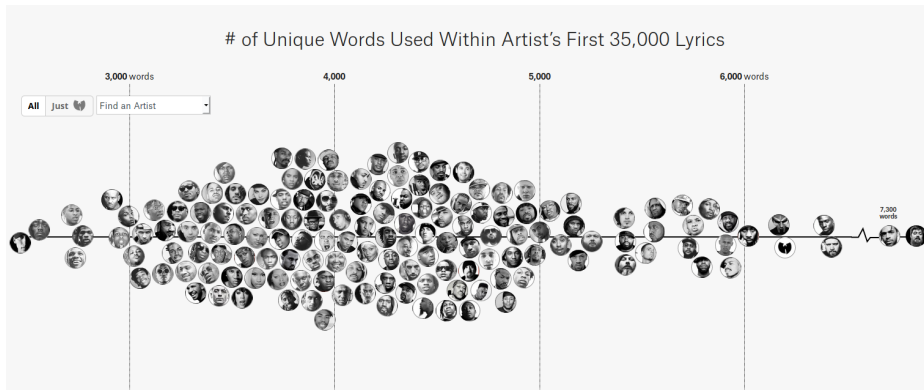 # of Unique Words Used Within Artist's First 35,000 Lyrics
3,000 words 4,000 5,000 6,000 words
All Just Find an Artist
7,300
words